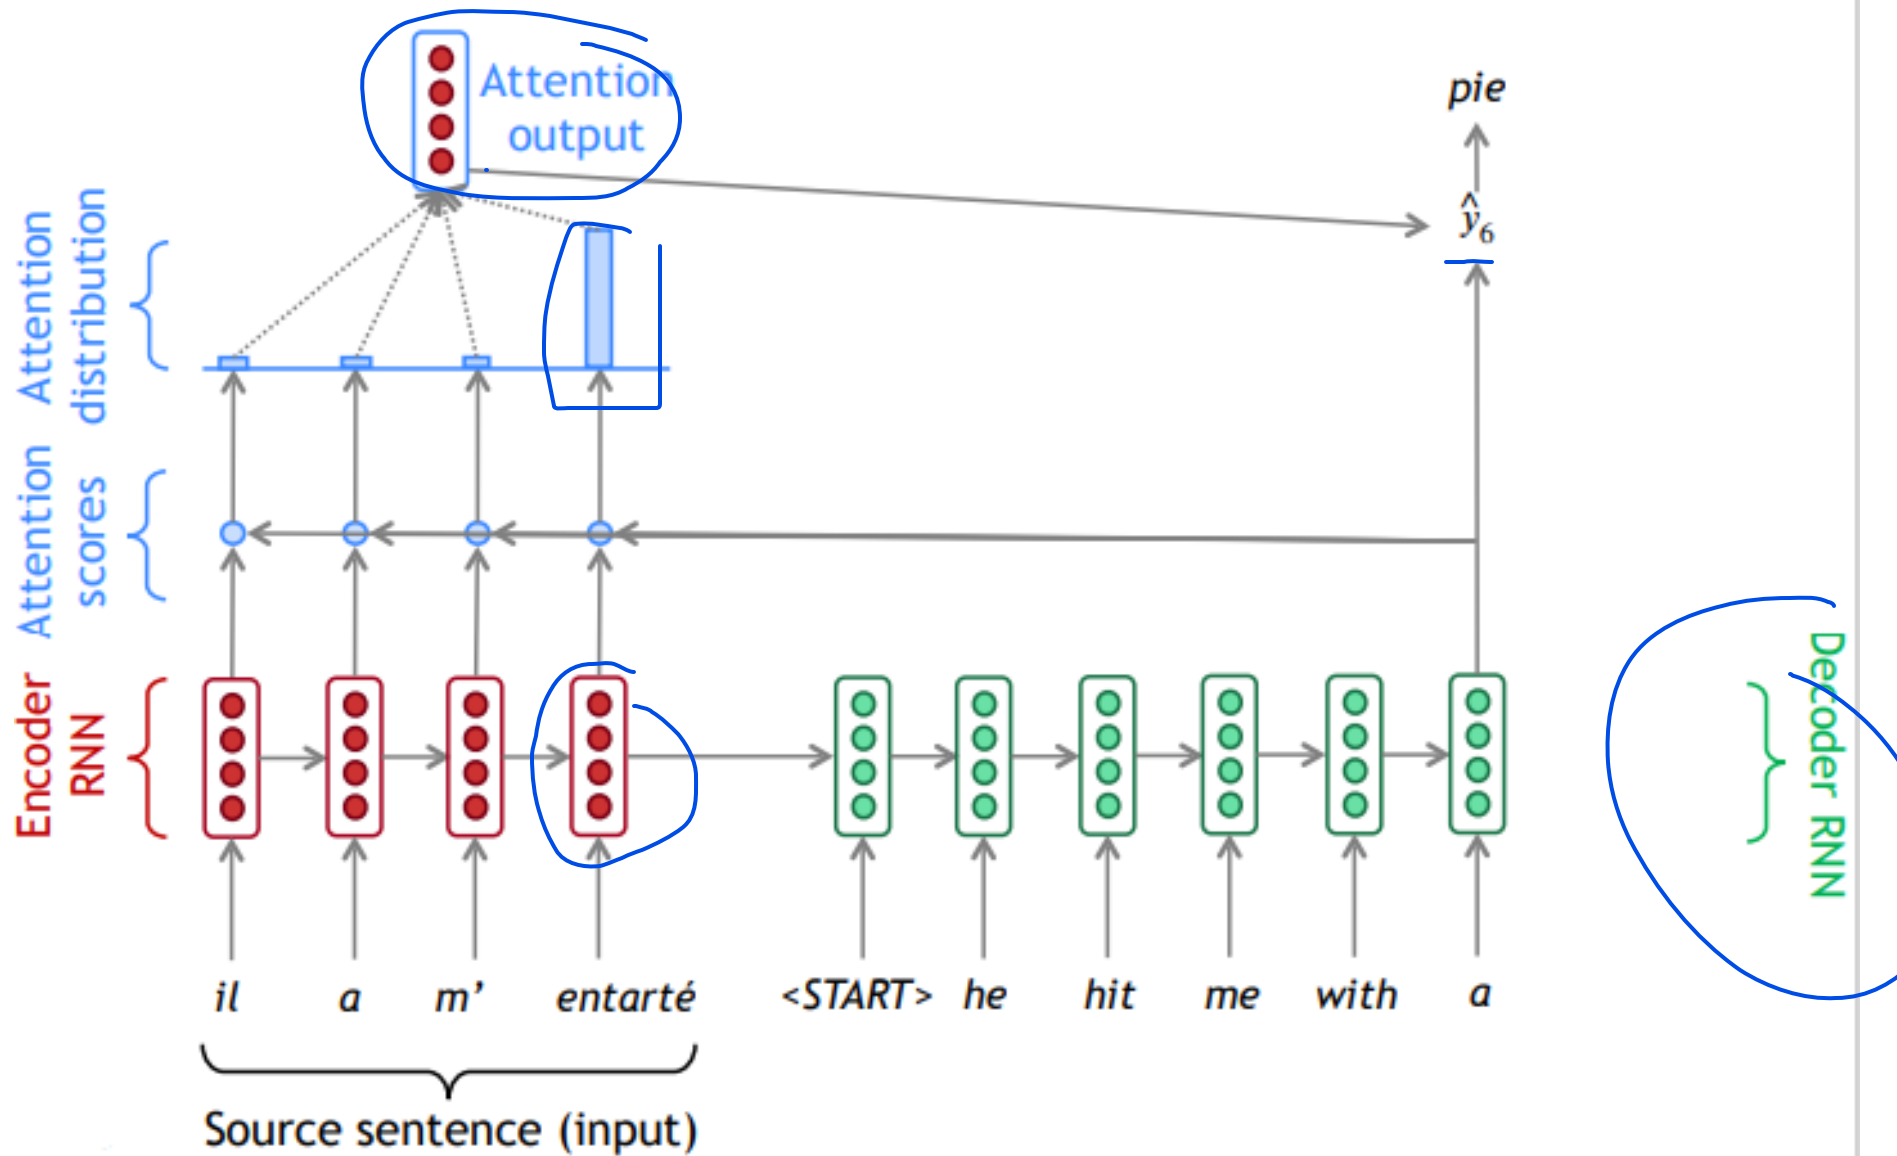 Attention
output
pie
ŷ6
Attention
distribution
Attention
scores
Encoder
RNN
Decoder RNN
il a m’ entarté <START> he hit me with a
Source sentence (input)